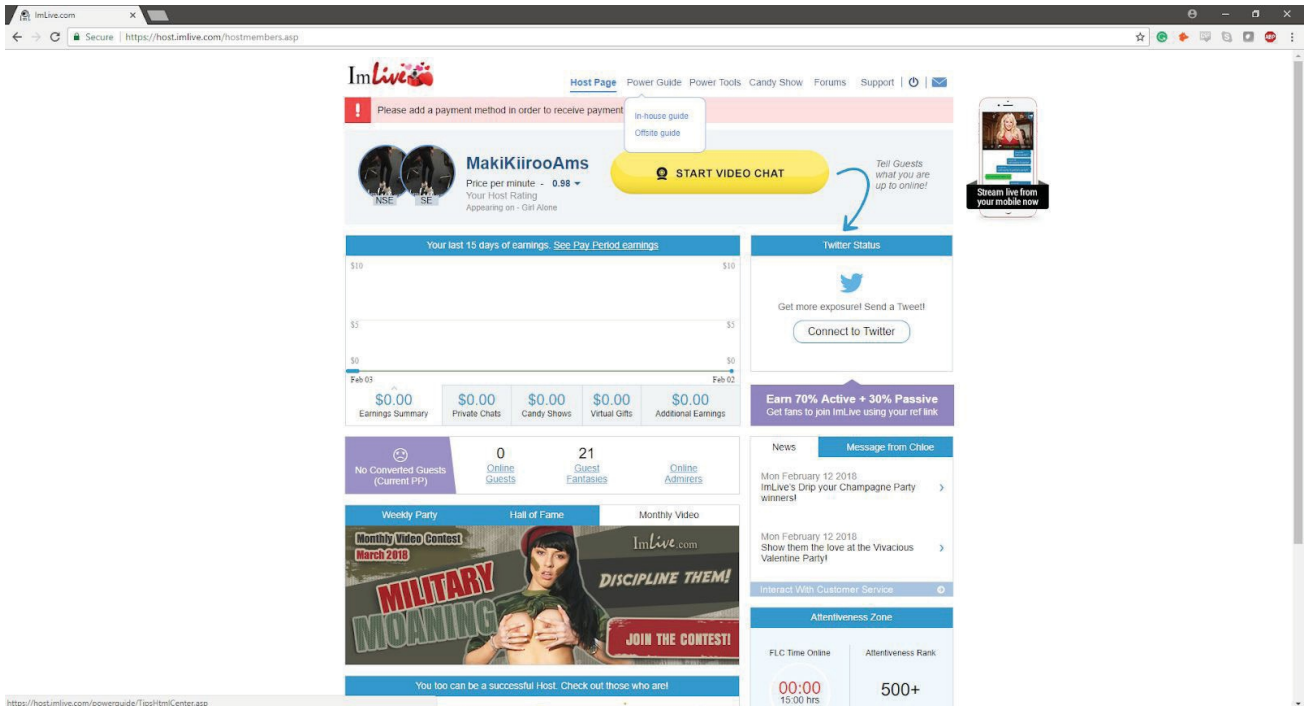 ImLive.com
Secure | https://host.imlive.com/hostmembers.asp
ImLive
Host Page Power Guide Power Tools Candy Show Forums Support
! Please add a payment method in order to receive payment
In-house guide
Offsite guide
MakiKiirooAms
Price per minute - 0.98
Your Host Rating
Appearing on - Girl Alone
NSE SE
START VIDEO CHAT
Tell Guests
what you are
up to online!
Stream live from
your mobile now
Your last 15 days of earnings. See Pay Period earnings
$10 $10
$5 $5
$0 $0
Feb 03 Feb 02
$0.00 $0.00 $0.00 $0.00 $0.00
Earnings Summary Private Chats Candy Shows Virtual Gifts Additional Earnings
Twitter Status
Get more exposure! Send a Tweet!
Connect to Twitter
Earn 70% Active + 30% Passive
Get fans to join ImLive using your ref link
No Converted Guests
(Current PP)
0
Online
Guests
21
Guest
Fantasies
Online
Admirers
News Message from Chloe
Mon February 12 2018
ImLive's Drip your Champagne Party
winners!
Mon February 12 2018
Show them the love at the Vivacious
Valentine Party!
Interact With Customer Service
Weekly Party Hall of Fame Monthly Video
Monthly Video Contest
March 2018
MILITARY
MOANING
ImLive.com
DISCIPLINE THEM!
JOIN THE CONTEST!
Attentiveness Zone
FLC Time Online Attentiveness Rank
00:00
15:00 hrs
500+
You too can be a successful Host. Check out those who are!
https://host.imlive.com/powerguide/TipsHtmlCenter.asp